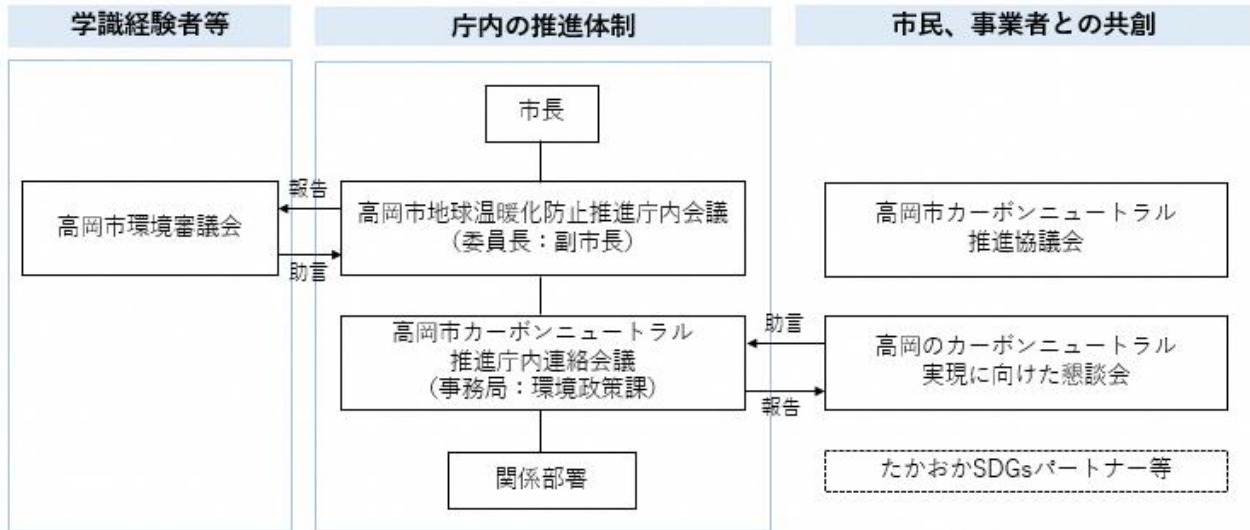 学識経験者等
庁内の推進体制
市民、事業者との共創
市長
高岡市環境審議会
報告
助言
高岡市地球温暖化防止推進庁内会議
（委員長：副市長）
高岡市カーボンニュートラル
推進協議会
高岡市カーボンニュートラル
推進庁内連絡会議
（事務局：環境政策課）
助言
報告
高岡のカーボンニュートラル
実現に向けた懇談会
関係部署
たかおかSDGsパートナー等